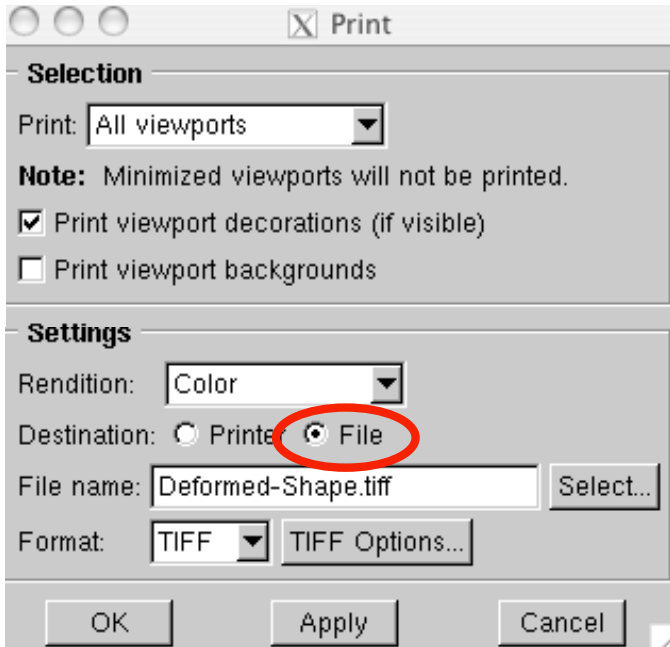 Print
Selection
Print: All viewports
Note: Minimized viewports will not be printed.
Print viewport decorations (if visible)
Print viewport backgrounds
Settings
Rendition: Color
Destination: Printer File
File name: Deformed-Shape.tiff Select...
Format: TIFF TIFF Options...
OK Apply Cancel